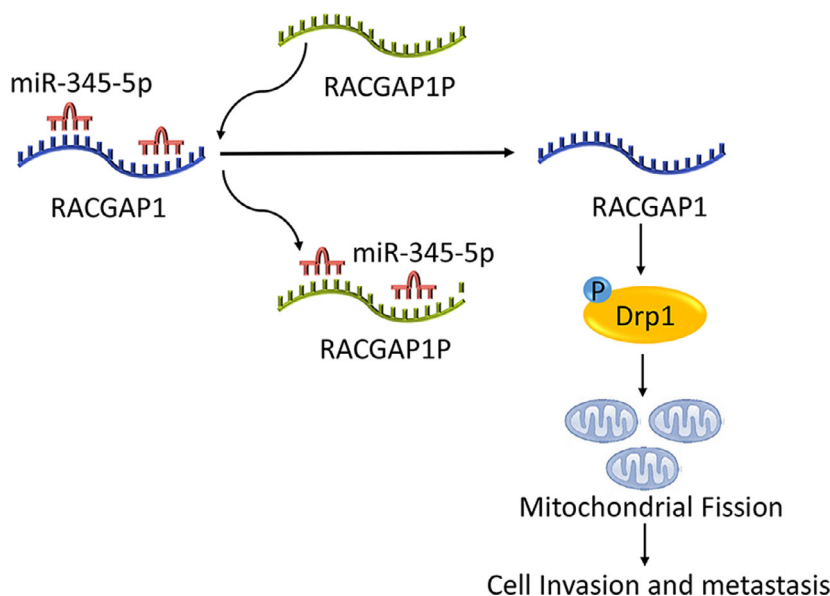 miR-345-5p
RACGAP1P
RACGAP1
RACGAP1
miR-345-5p
RACGAP1P
P
Drp1
Mitochondrial Fission
Cell Invasion and metastasis